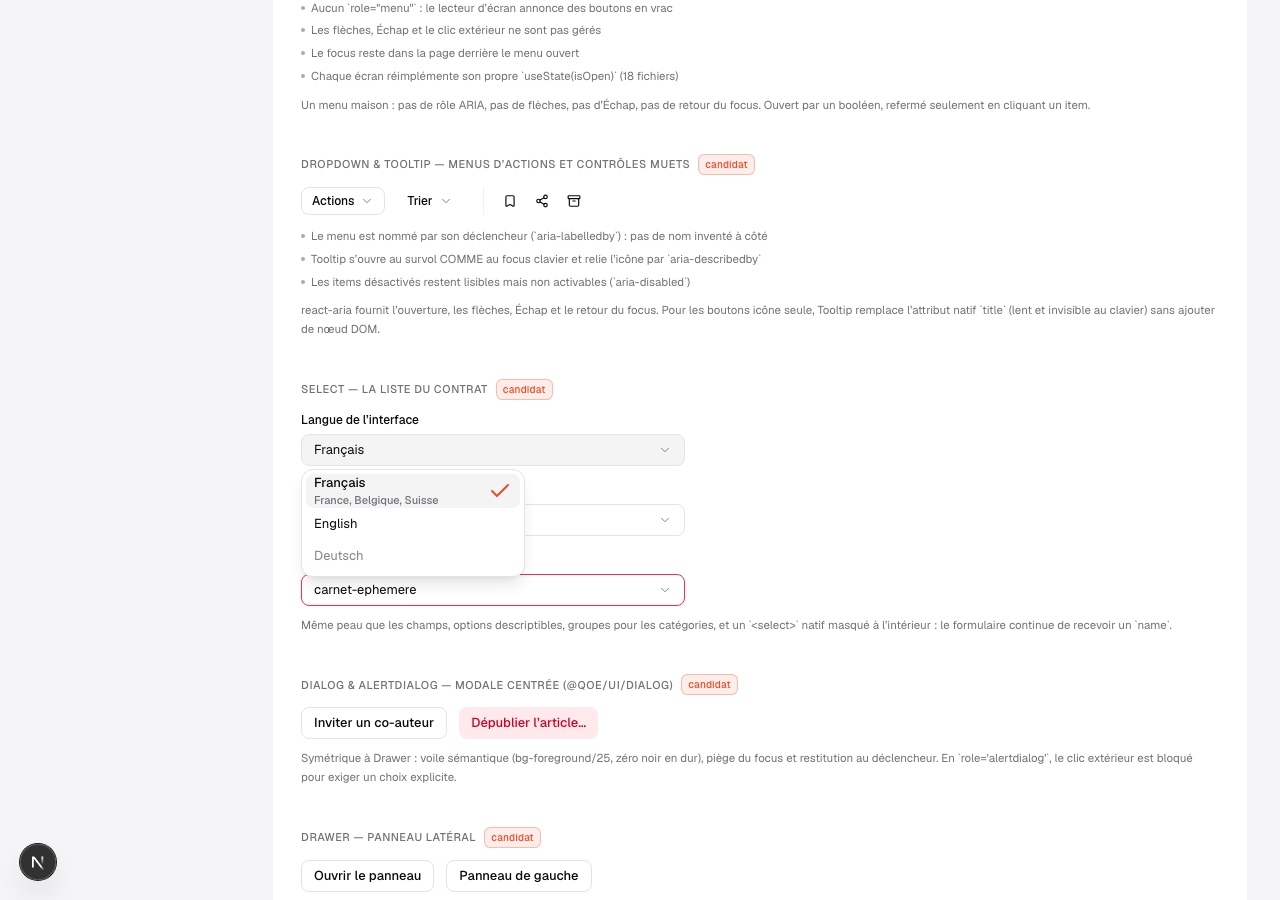 Aucun `role="menu"` : le lecteur d’écran annonce des boutons en vrac
Les flèches, Échap et le clic extérieur ne sont pas gérés
Le focus reste dans la page derrière le menu ouvert
Chaque écran réimplémente son propre `useState(isOpen)` (18 fichiers)
Un menu maison : pas de rôle ARIA, pas de flèches, pas d’Échap, pas de retour du focus. Ouvert par un booléen, refermé seulement en cliquant un item.
DROPDOWN & TOOLTIP — MENUS D’ACTIONS ET CONTRÔLES MUETS candidat
Actions Trier
Le menu est nommé par son déclencheur (`aria-labelledby`) : pas de nom inventé à côté
Tooltip s’ouvre au survol COMME au focus clavier et relie l’icône par `aria-describedby`
Les items désactivés restent lisibles mais non activables (`aria-disabled`)
react-aria fournit l’ouverture, les flèches, Échap et le retour du focus. Pour les boutons icône seule, Tooltip remplace l’attribut natif `title` (lent et invisible au clavier) sans ajouter
de nœud DOM.
SELECT — LA LISTE DU CONTRAT candidat
Langue de l’interface
Français
Français
France, Belgique, Suisse
English
Deutsch
carnet-ephemere
Même peau que les champs, options descriptibles, groupes pour les catégories, et un `<select>` natif masqué à l’intérieur : le formulaire continue de recevoir un `name`.
DIALOG & ALERTDIALOG — MODALE CENTRÉE (@QOE/UI/DIALOG) candidat
Inviter un co-auteur Dépublier l’article…
Symétrique à Drawer : voile sémantique (bg-foreground/25, zéro noir en dur), piège du focus et restitution au déclencheur. En `role='alertdialog'`, le clic extérieur est bloqué
pour exiger un choix explicite.
DRAWER — PANNEAU LATÉRAL candidat
Ouvrir le panneau Panneau de gauche
N